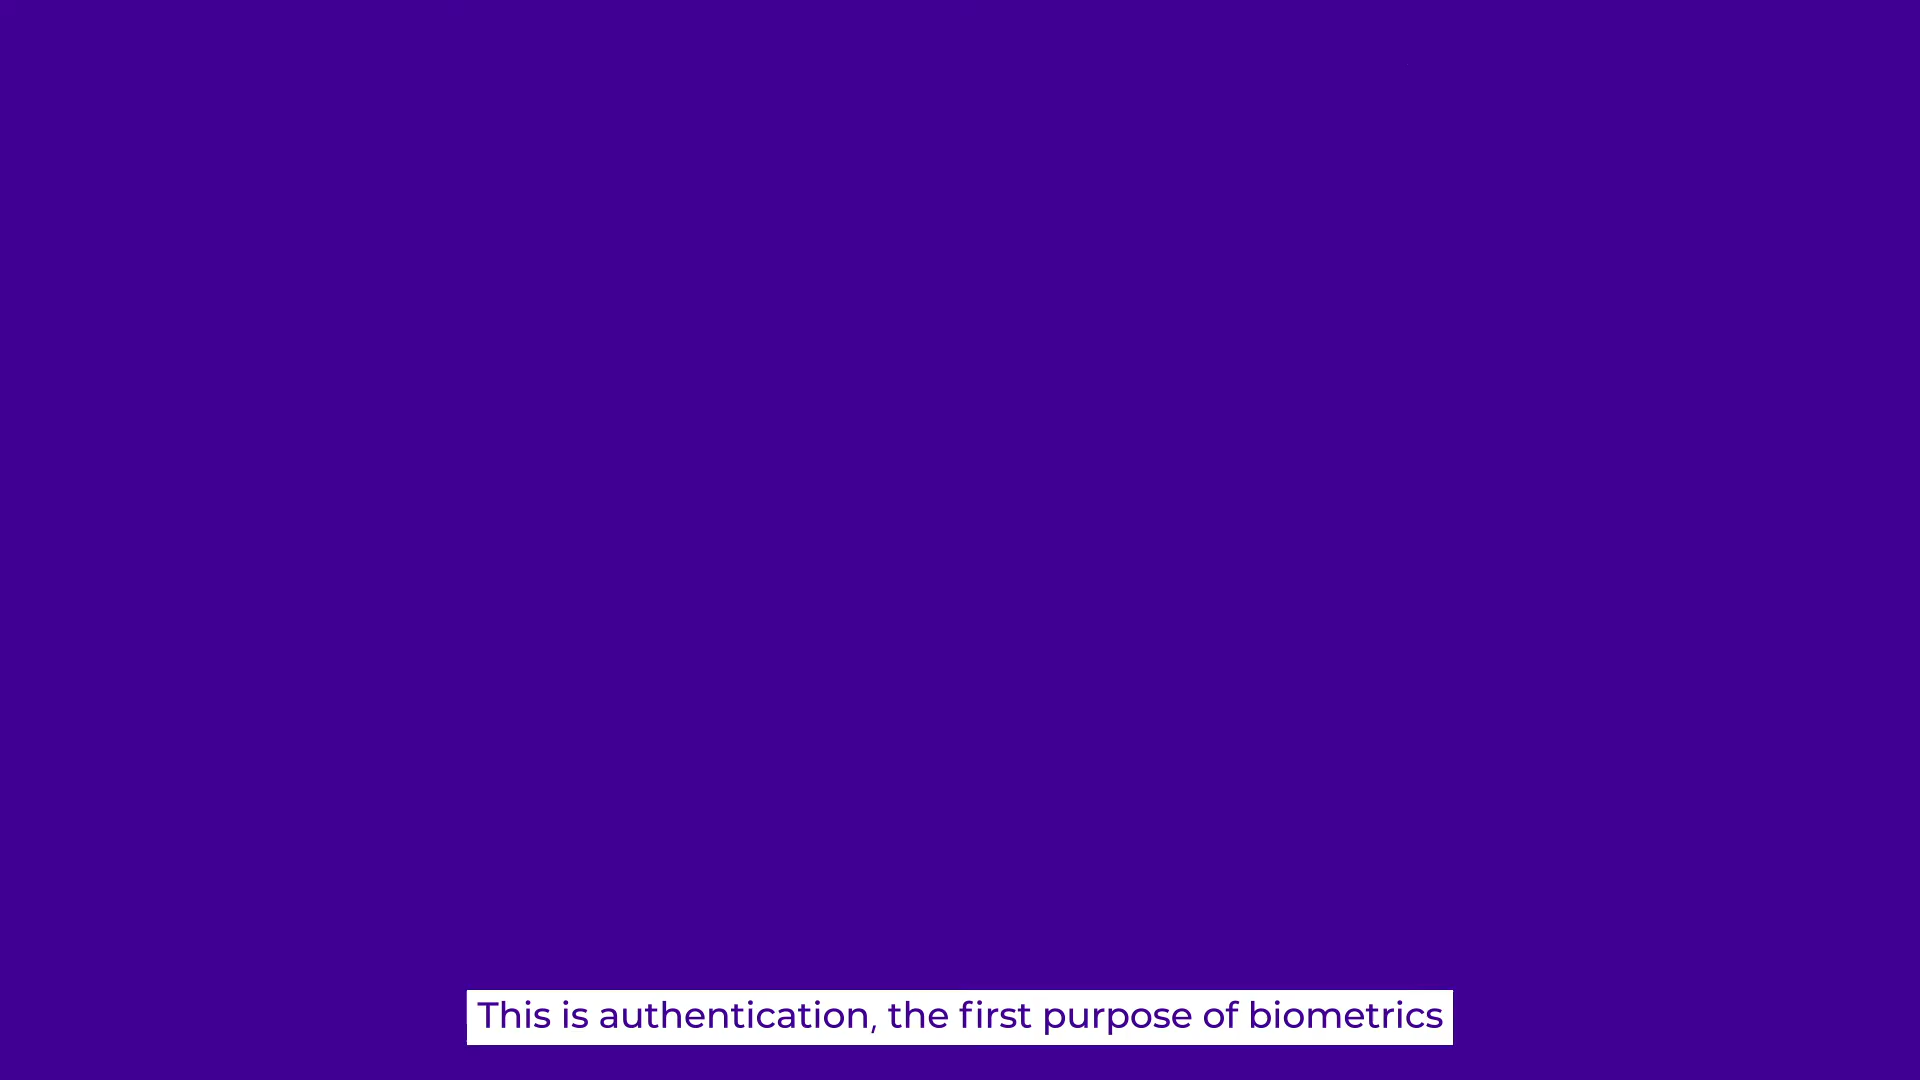 This is authentication, the first purpose of biometrics